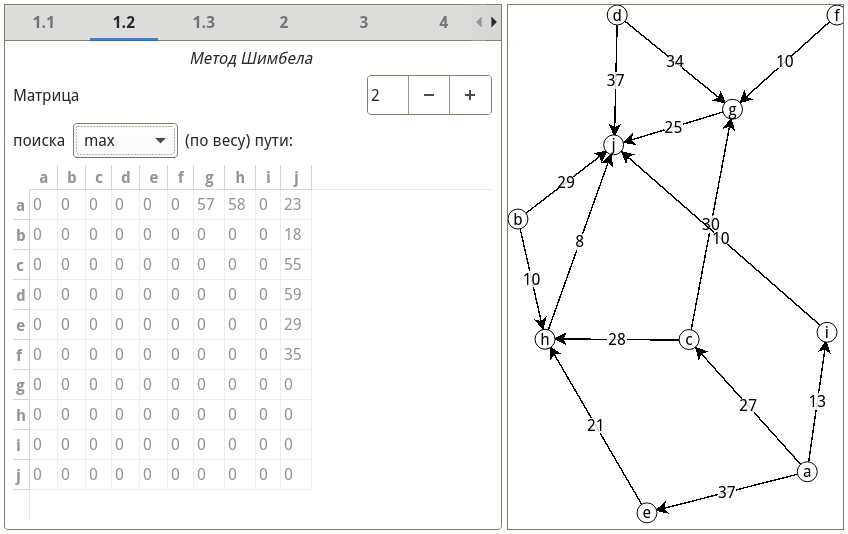 1.1 1.2 1.3 2 3 4
Метод Шимбела
Матрица 2 − +
поиска max (по весу) пути:
a b c d e f g h i j
a 0 0 0 0 0 0 57 58 0 23
b 0 0 0 0 0 0 0 0 0 18
c 0 0 0 0 0 0 0 0 0 55
d 0 0 0 0 0 0 0 0 0 59
e 0 0 0 0 0 0 0 0 0 29
f 0 0 0 0 0 0 0 0 0 35
g 0 0 0 0 0 0 0 0 0 0
h 0 0 0 0 0 0 0 0 0 0
i 0 0 0 0 0 0 0 0 0 0
j 0 0 0 0 0 0 0 0 0 0
d f
34 10
37
g
25
j
29
b
30
10
8
10
h 28 c i
13
27
21
a
37
e